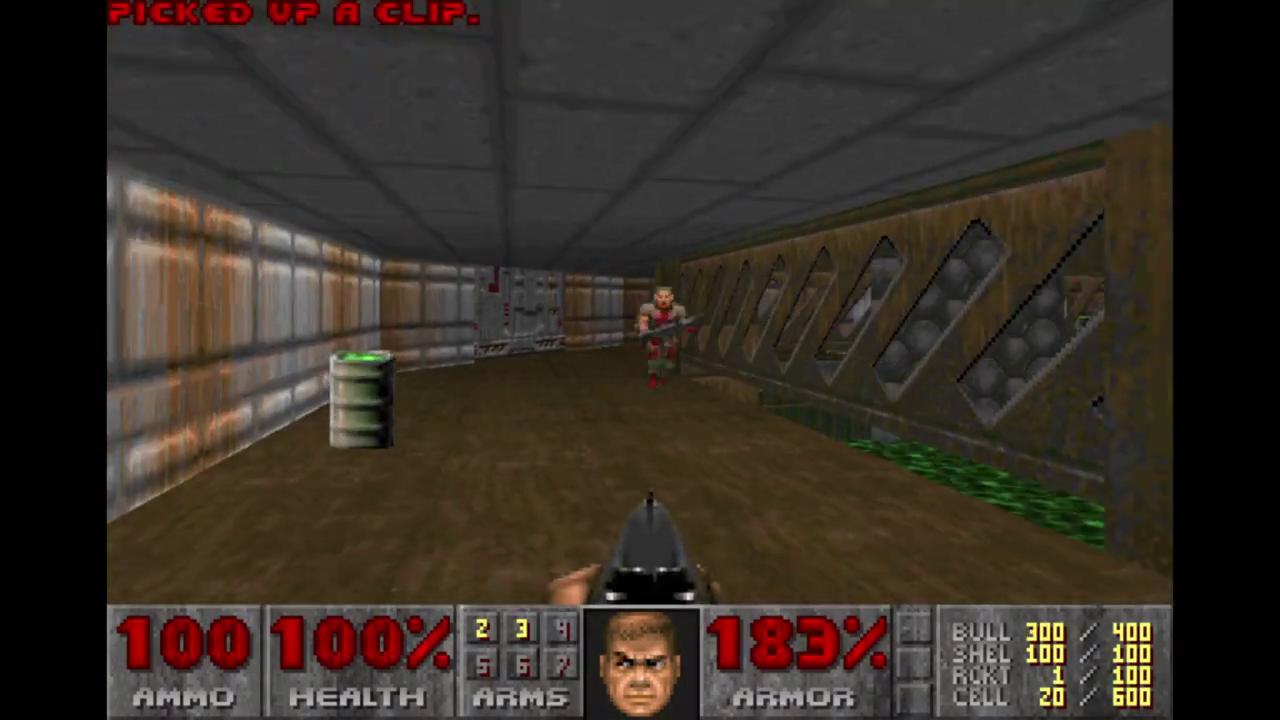 PICKED UP A CLIP.
100 100% 2 3 4 183% BULL 300 / 400
5 6 7 SHEL 100 / 100
RCKT 1 / 100
AMMO HEALTH ARMS ARMOR CELL 20 / 600